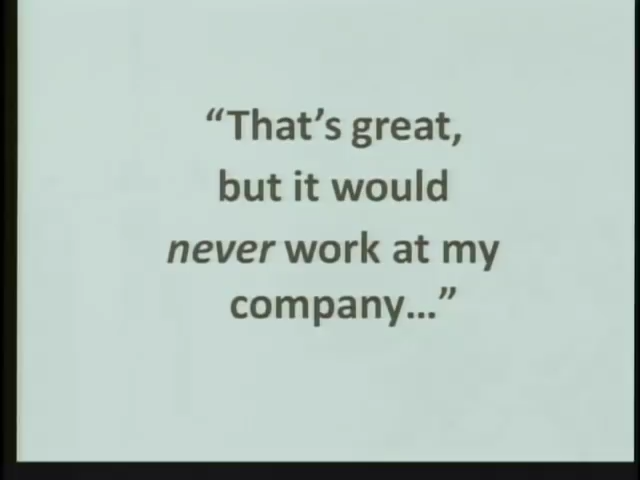 “That’s great,
but it would
never work at my
company...”